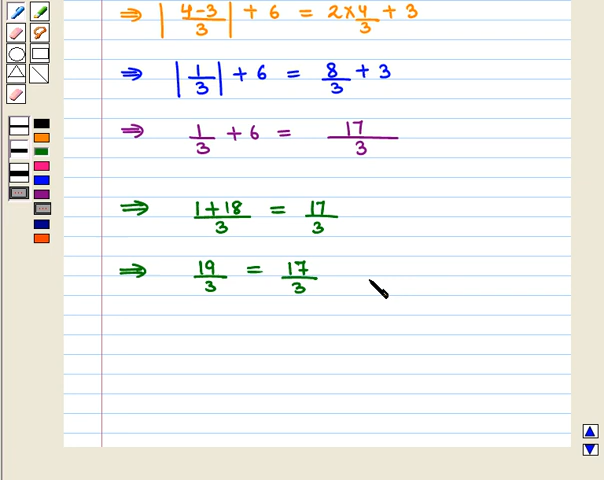 ⇒ |(4-3)/3| + 6 = 2×4/3 + 3
⇒ |1/3| + 6 = 8/3 + 3
⇒ 1/3 + 6 = 17/3
⇒ (1+18)/3 = 17/3
⇒ 19/3 = 17/3